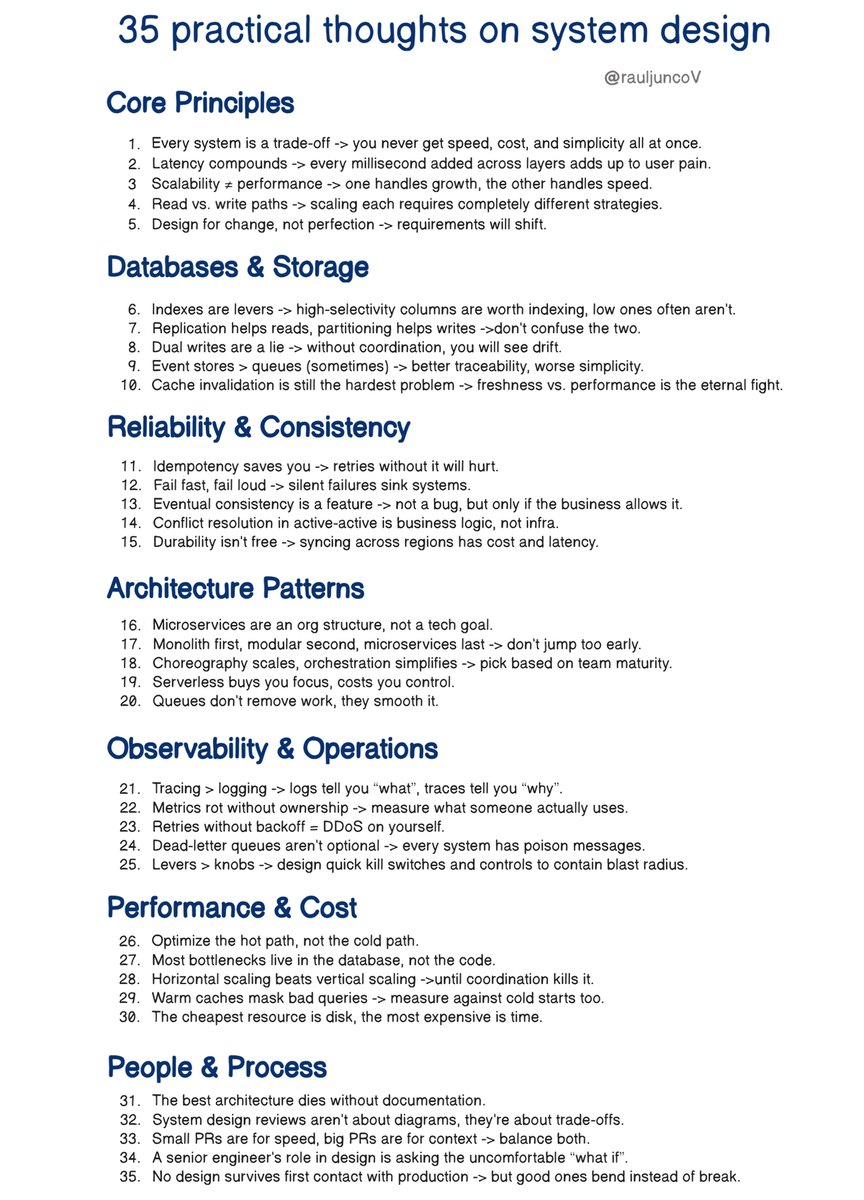 35 practical thoughts on system design
@rauljuncoV
Core Principles
1. Every system is a trade-off -> you never get speed, cost, and simplicity all at once.
2. Latency compounds -> every millisecond added across layers adds up to user pain.
3 Scalability ≠ performance -> one handles growth, the other handles speed.
4. Read vs. write paths -> scaling each requires completely different strategies.
5. Design for change, not perfection -> requirements will shift.
Databases & Storage
6. Indexes are levers -> high-selectivity columns are worth indexing, low ones often aren't.
7. Replication helps reads, partitioning helps writes ->don't confuse the two.
8. Dual writes are a lie -> without coordination, you will see drift.
9. Event stores > queues (sometimes) -> better traceability, worse simplicity.
10. Cache invalidation is still the hardest problem -> freshness vs. performance is the eternal fight.
Reliability & Consistency
11. Idempotency saves you -> retries without it will hurt.
12. Fail fast, fail loud -> silent failures sink systems.
13. Eventual consistency is a feature -> not a bug, but only if the business allows it.
14. Conflict resolution in active-active is business logic, not infra.
15. Durability isn't free -> syncing across regions has cost and latency.
Architecture Patterns
16. Microservices are an org structure, not a tech goal.
17. Monolith first, modular second, microservices last -> don't jump too early.
18. Choreography scales, orchestration simplifies -> pick based on team maturity.
19. Serverless buys you focus, costs you control.
20. Queues don't remove work, they smooth it.
Observability & Operations
21. Tracing > logging -> logs tell you “what”, traces tell you “why”.
22. Metrics rot without ownership -> measure what someone actually uses.
23. Retries without backoff = DDoS on yourself.
24. Dead-letter queues aren't optional -> every system has poison messages.
25. Levers > knobs -> design quick kill switches and controls to contain blast radius.
Performance & Cost
26. Optimize the hot path, not the cold path.
27. Most bottlenecks live in the database, not the code.
28. Horizontal scaling beats vertical scaling ->until coordination kills it.
29. Warm caches mask bad queries -> measure against cold starts too.
30. The cheapest resource is disk, the most expensive is time.
People & Process
31. The best architecture dies without documentation.
32. System design reviews aren't about diagrams, they're about trade-offs.
33. Small PRs are for speed, big PRs are for context -> balance both.
34. A senior engineer's role in design is asking the uncomfortable “what if”.
35. No design survives first contact with production -> but good ones bend instead of break.